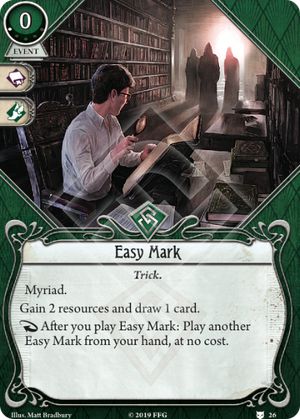 0
EVENT
Easy Mark
Trick.
Myriad.
Gain 2 resources and draw 1 card.
After you play Easy Mark: Play another
Easy Mark from your hand, at no cost.
Illus. Matt Bradbury
© 2019 FFG
26